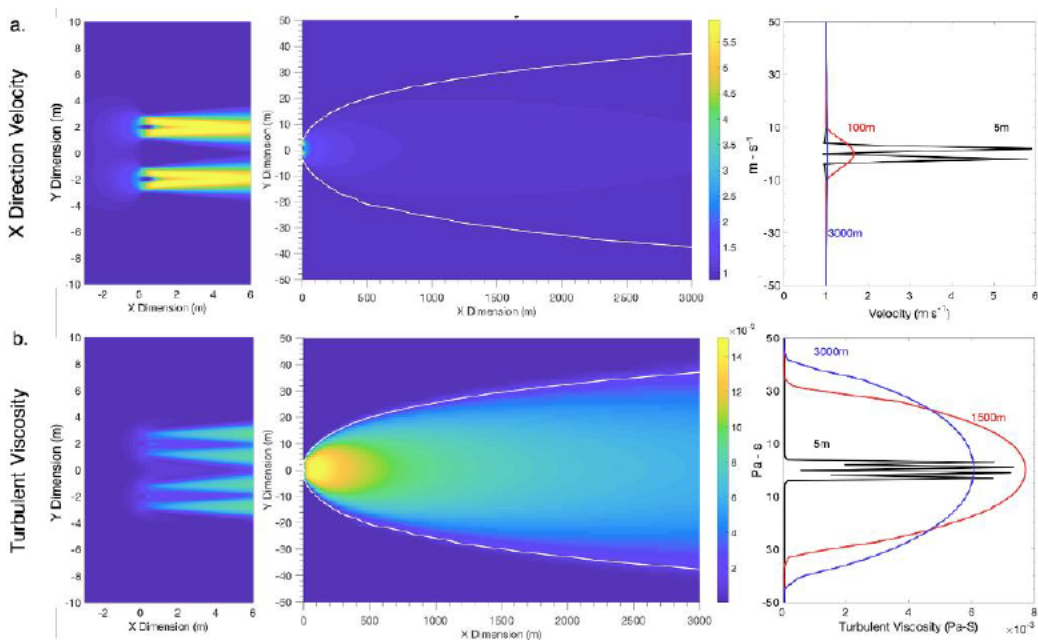 a.
X Direction Velocity
Y Dimension (m)
10
8
6
4
2
0
-2
-4
-6
-8
-10
-2 0 2 4 6
X Dimension (m)
Y Dimension (m)
50
40
30
20
10
0
-10
-20
-30
-40
-50
0 500 1000 1500 2000 2500 3000
X Dimension (m)
5.5
5
4.5
4
3.5
3
2.5
2
1.5
1
m - s⁻¹
50
30
10
-10
-30
-50
100m
5m
3000m
0 1 2 3 4 5 6
Velocity (m s⁻¹)
b.
Turbulent Viscosity
Y Dimension (m)
10
8
6
4
2
0
-2
-4
-6
-8
-10
-2 0 2 4 6
X Dimension (m)
Y Dimension (m)
50
40
30
20
10
0
-10
-20
-30
-40
-50
0 500 1000 1500 2000 2500 3000
X Dimension (m)
14
12
10
8
6
4
2
Pa - s
50
30
10
10
50
-50
3000m
1500m
5m
0 2 4 6 8
×10⁻³
Turbulent Viscosity (Pa-S)